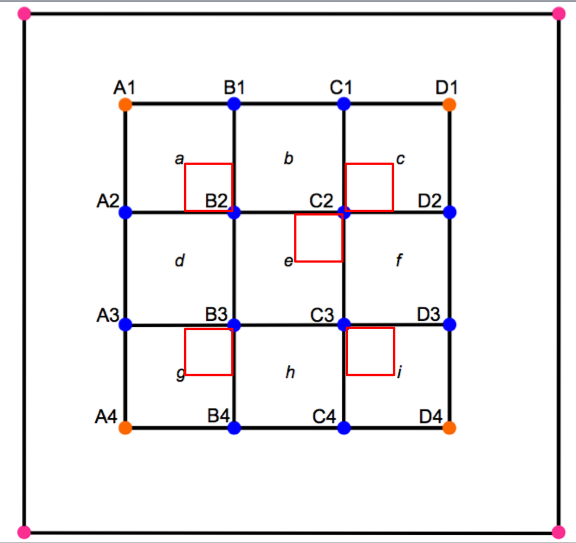 A1 B1 C1 D1
a b c
A2 B2 C2 D2
d e f
A3 B3 C3 D3
g h i
A4 B4 C4 D4